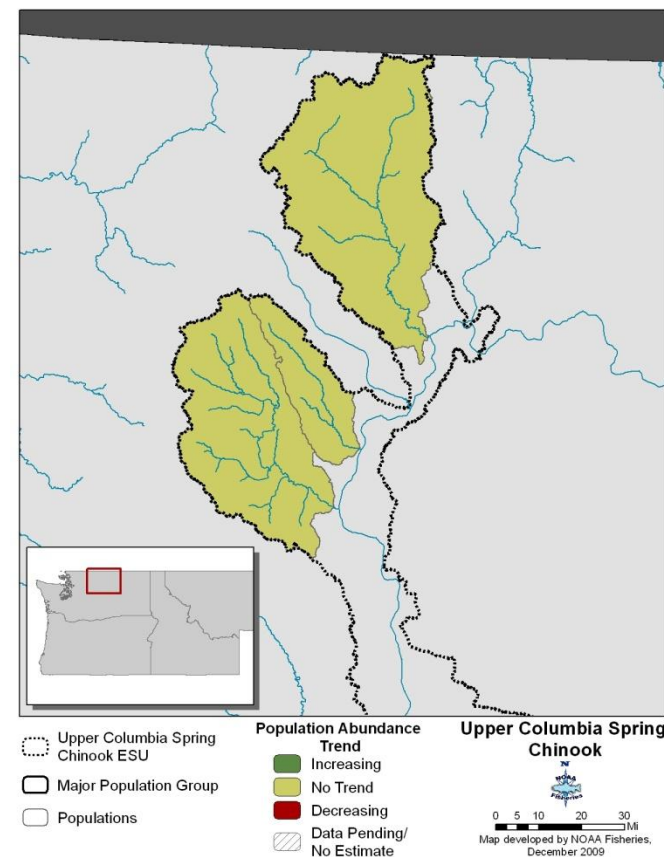 Upper Columbia Spring
Chinook ESU
Major Population Group
Populations
Population Abundance
Trend
Increasing
No Trend
Decreasing
Data Pending/
No Estimate
Upper Columbia Spring
Chinook
N
NOAA
Fisheries
0 5 10 20 30
Mi
Map developed by NOAA Fisheries,
December 2009